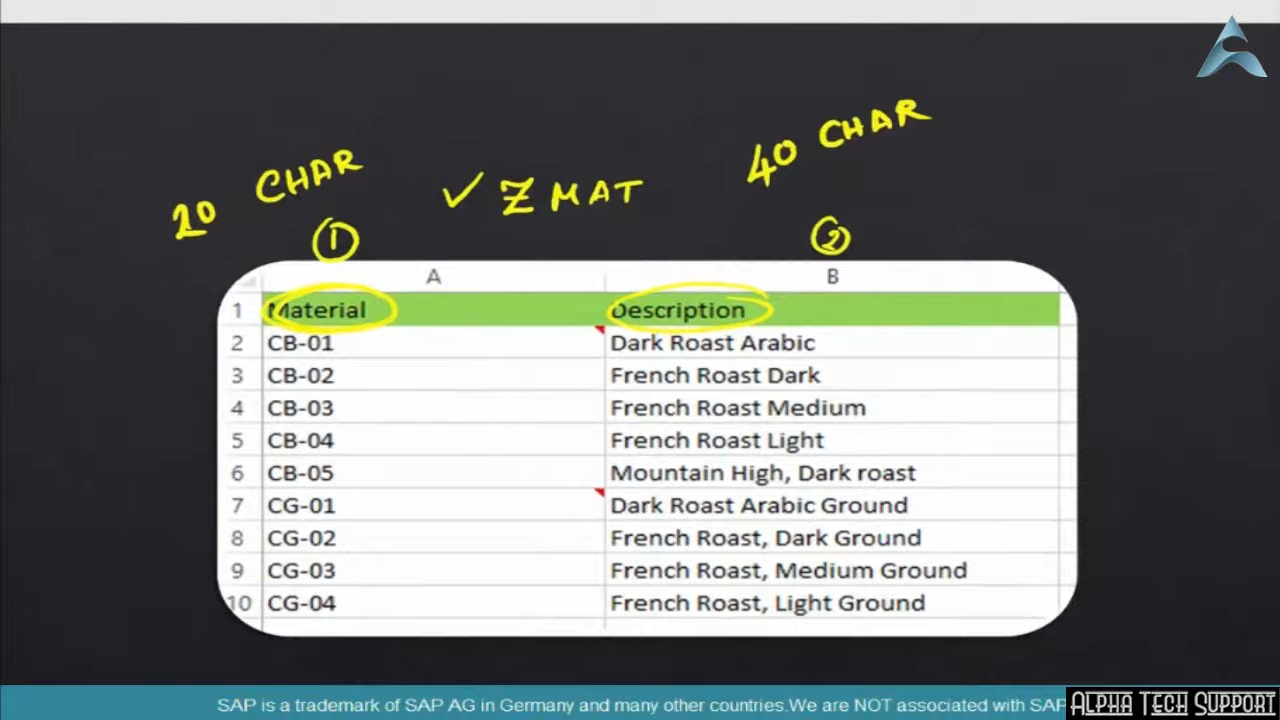 20 CHAR
✓ Z MAT
40 CHAR
1
2
A B
1 Material Description
2 CB-01 Dark Roast Arabic
3 CB-02 French Roast Dark
4 CB-03 French Roast Medium
5 CB-04 French Roast Light
6 CB-05 Mountain High, Dark roast
7 CG-01 Dark Roast Arabic Ground
8 CG-02 French Roast, Dark Ground
9 CG-03 French Roast, Medium Ground
10 CG-04 French Roast, Light Ground
SAP is a trademark of SAP AG in Germany and many other countries.We are NOT associated with SAP
Alpha Tech Support